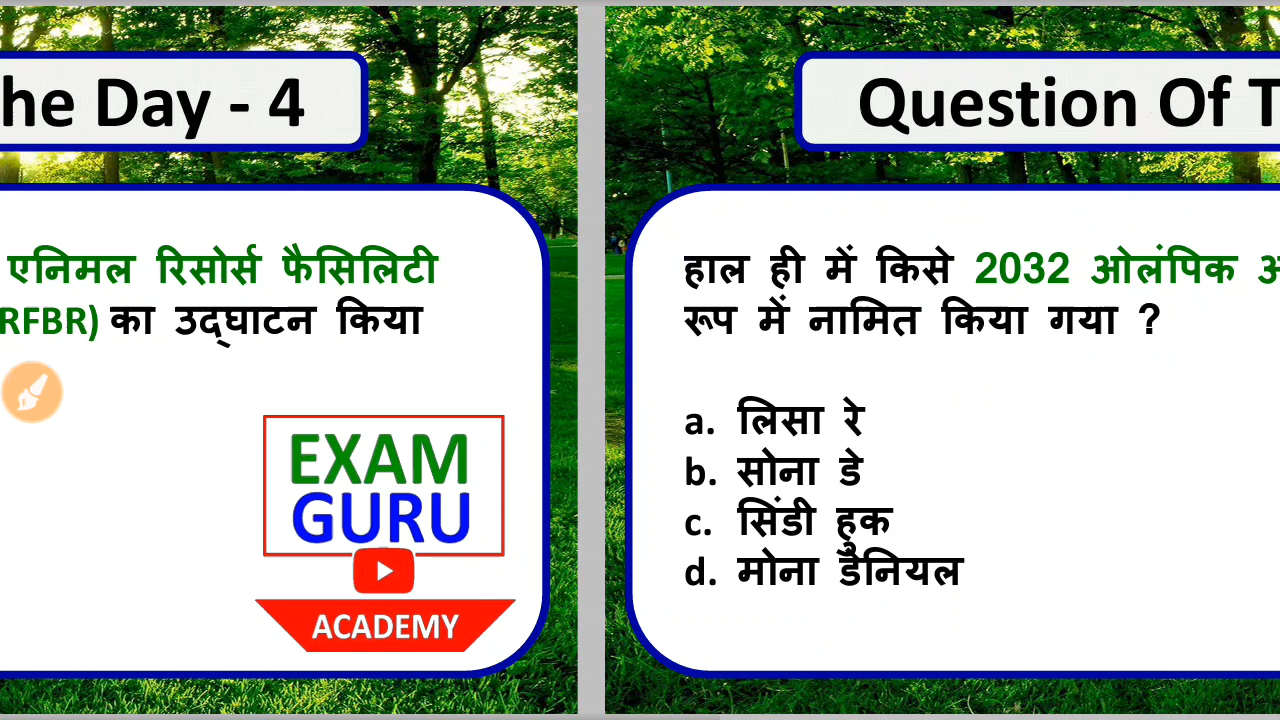 he Day - 4
एनिमल रिसोर्स फैसिलिटी
RFBR) का उद्घाटन किया
EXAM
GURU
ACADEMY
Question Of T
हाल ही में किसे 2032 ओलंपिक अ
रूप में नामित किया गया ?
a. लिसा रे
b. सोना डे
c. सिंडी हुक
d. मोना डैनियल